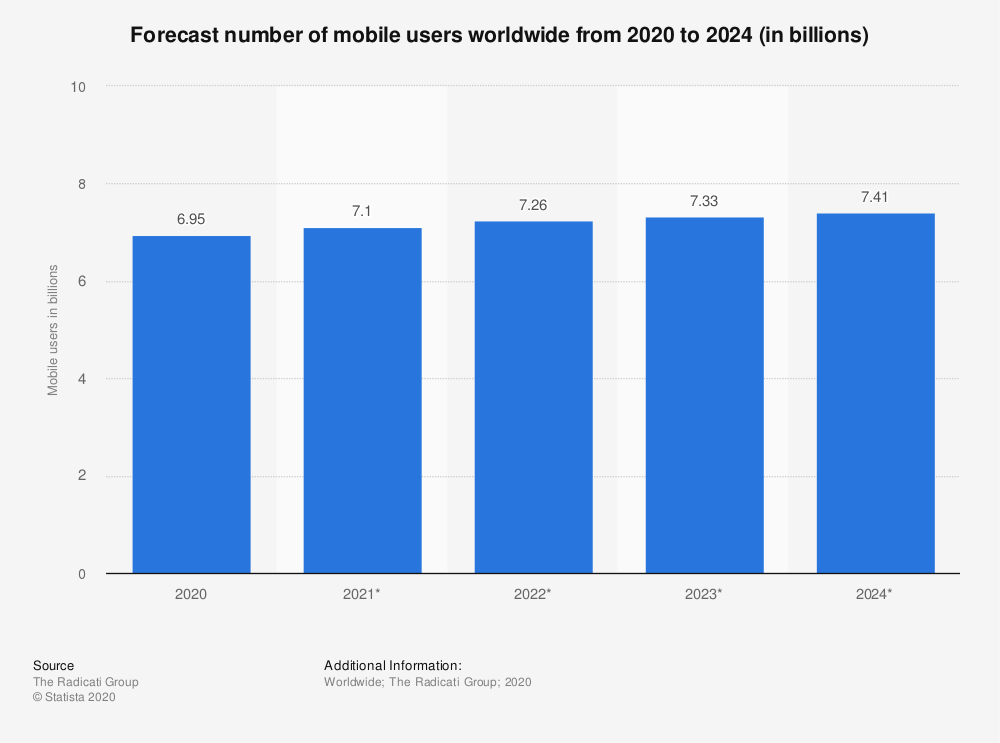 Forecast number of mobile users worldwide from 2020 to 2024 (in billions)
Mobile users in billions
10
8
6
4
2
0
6.95
7.1
7.26
7.33
7.41
2020
2021*
2022*
2023*
2024*
Source
The Radicati Group
© Statista 2020
Additional Information:
Worldwide; The Radicati Group; 2020